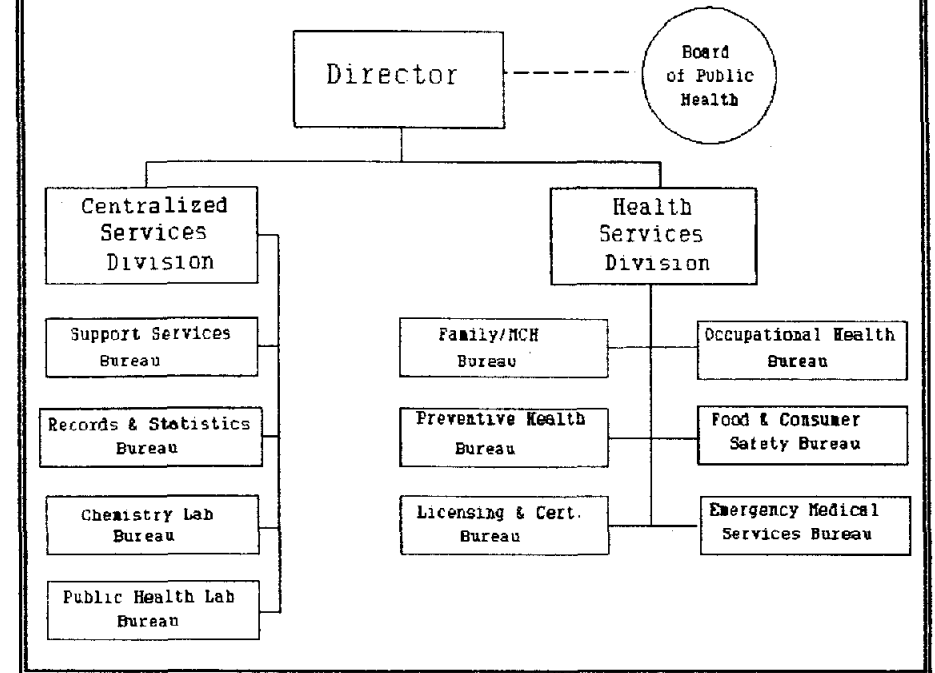 Director
Board
of Public
Health
Centralized
Services
Division
Health
Services
Division
Support Services
Bureau
Records & Statistics
Bureau
Chemistry Lab
Bureau
Public Health Lab
Bureau
Family/MCH
Bureau
Preventive Health
Bureau
Licensing & Cert.
Bureau
Occupational Health
Bureau
Food & Consumer
Safety Bureau
Emergency Medical
Services Bureau